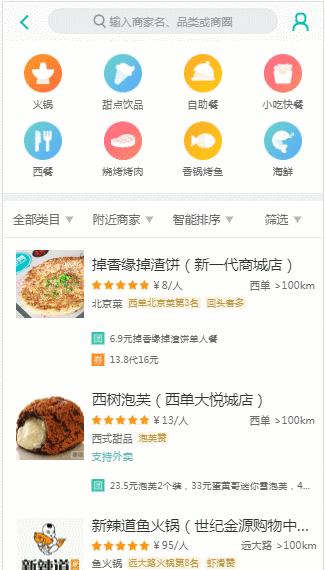 输入商家名、品类或商圈
火锅 甜点饮品 自助餐 小吃快餐
西餐 烧烤烤肉 香锅烤鱼 海鲜
全部类目 附近商家 智能排序 筛选
掉香缘掉渣饼（新一代商城店）
￥8/人 西单 >100km
北京菜 西单北京菜第3名 回头客多
团 6.9元掉香缘掉渣饼单人餐
券 13.8代16元
西树泡芙（西单大悦城店）
￥13/人 西单 >100km
西式甜品 泡芙赞
支持外卖
团 23.5元泡芙2个装，33元蛋黄哥迷你雪泡芙，4...
新辣道鱼火锅（世纪金源购物中...
￥95/人 远大路 >100km
鱼火锅 远大路火锅第8名 虾滑赞
新辣道